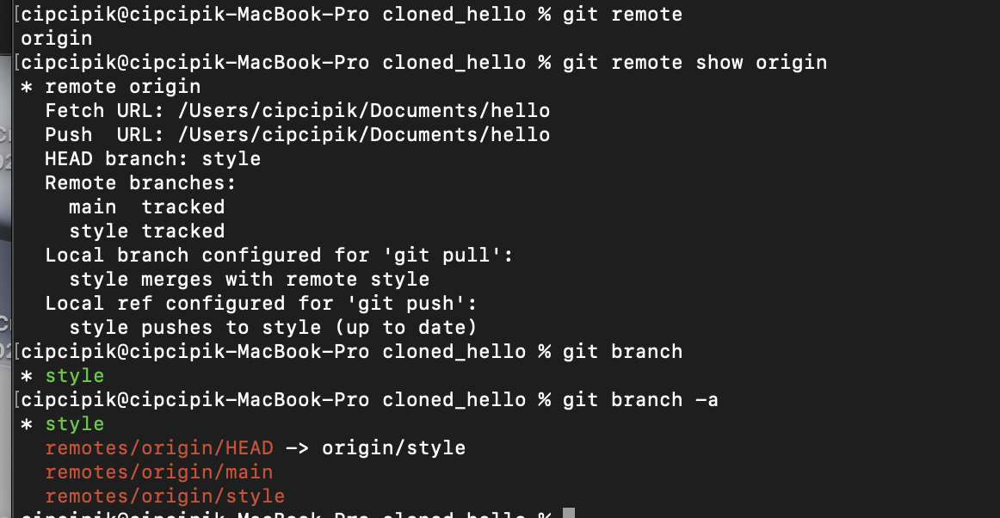 [cipcipik@cipcipik-MacBook-Pro cloned_hello % git remote
origin
[cipcipik@cipcipik-MacBook-Pro cloned_hello % git remote show origin
* remote origin
  Fetch URL: /Users/cipcipik/Documents/hello
  Push  URL: /Users/cipcipik/Documents/hello
  HEAD branch: style
  Remote branches:
    main  tracked
    style tracked
  Local branch configured for 'git pull':
    style merges with remote style
  Local ref configured for 'git push':
    style pushes to style (up to date)
[cipcipik@cipcipik-MacBook-Pro cloned_hello % git branch
* style
[cipcipik@cipcipik-MacBook-Pro cloned_hello % git branch -a
* style
  remotes/origin/HEAD -> origin/style
  remotes/origin/main
  remotes/origin/style
cipcipik@cipcipik-MacBook-Pro cloned_hello %